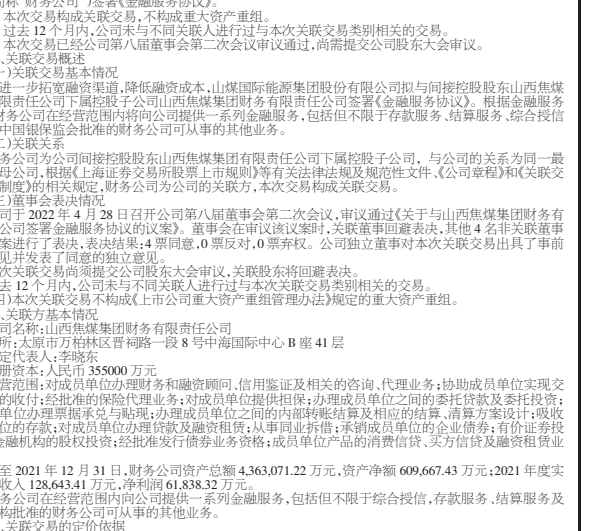 简称"财务公司")签署《金融服务协议》。
本次交易构成关联交易,不构成重大资产重组。
过去 12 个月内,公司未与不同关联人进行过与本次交易类别相关的交易。
本次交易已经公司第八届董事会第二次会议审议通过,尚需提交公司股东大会审议。
、关联交易概述
一)关联交易基本情况
进一步拓宽融资渠道,降低融资成本,山煤国际能源集团股份有限公司拟与间接控股股东山西焦煤
限责任公司下属控股子公司山西焦煤集团财务有限责任公司签署《金融服务协议》。根据金融服务
财务公司在经营范围内将向公司提供一系列金融服务,包括但不限于存款服务、结算服务、综合授信
中国银保监会批准的财务公司可从事的其他业务。
二)关联关系
务公司为公司间接控股股东山西焦煤集团有限责任公司下属控股子公司, 与公司的关系为同一最
母公司,根据《上海证券交易所股票上市规则》等有关法律法规及规范性文件、《公司章程》和《关联交
制度》的相关规定,财务公司为公司的关联方,本次交易构成关联交易。
三)董事会表决情况
司于 2022 年 4 月 28 日召开公司第八届董事会第二次会议,审议通过《关于与山西焦煤集团财务有
公司签署金融服务协议的议案》。董事会在审议该议案时,关联董事回避表决,其他 4 名非关联董事
案进行了表决,表决结果:4 票同意,0 票反对,0 票弃权。公司独立董事对本次关联交易出具了事前
见并发表了同意的独立意见。
次关联交易尚须提交公司股东大会审议,关联股东将回避表决。
去 12 个月内,公司未与不同关联人进行过与本次关联交易类别相关的交易。
四)本次关联交易不构成《上市公司重大资产重组管理办法》规定的重大资产重组。
、关联方基本情况
司名称:山西焦煤集团财务有限责任公司
所:太原市万柏林区晋祠路一段 8 号中海国际中心 B 座 41 层
定代表人:李晓东
册资本:人民币 355000 万元
营范围:对成员单位办理财务和融资顾问、信用鉴证及相关的咨询、代理业务;协助成员单位实现交
的收付;经批准的保险代理业务;对成员单位提供担保;办理成员单位之间的委托贷款及委托投资;
单位办理票据承兑与贴现;办理成员单位之间的内部转账结算及相应的结算、清算方案设计;吸收
位的存款;对成员单位办理贷款及融资租赁;从事同业拆借;承销成员单位的企业债券;有价证券投
金融机构的股权投资;经批准发行债券业务资格;成员单位产品的消费信贷、买方信贷及融资租赁业
至 2021 年 12 月 31 日,财务公司资产总额 4,363,071.22 万元,资产净额 609,667.43 万元;2021 年度实
收入 128,643.41 万元,净利润 61,838.32 万元。
务公司在经营范围内向公司提供一系列金融服务,包括但不限于综合授信,存款服务、结算服务及
构批准的财务公司可从事的其他业务。
、关联交易的定价依据